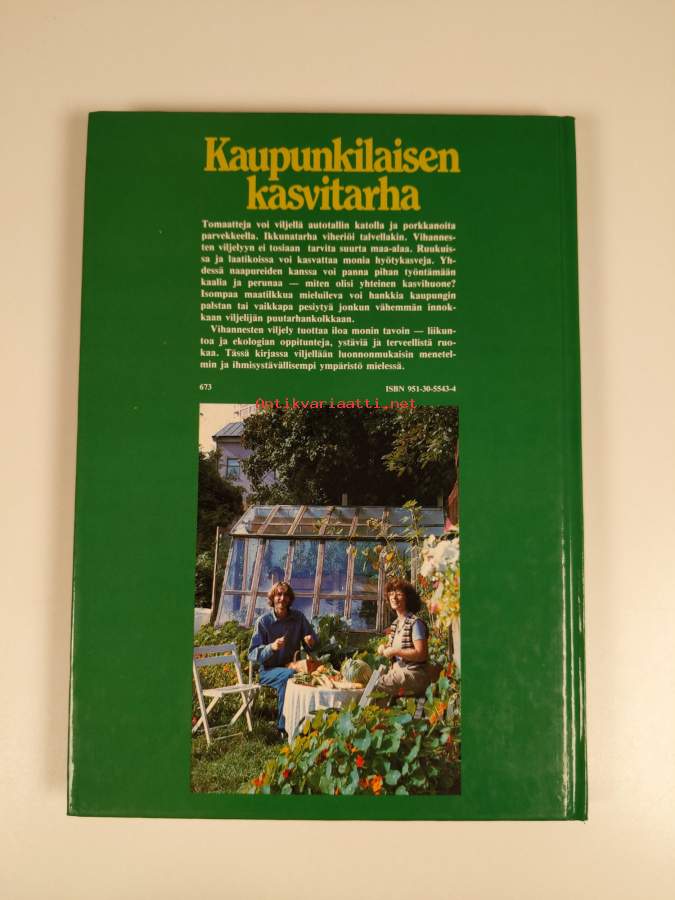 Kaupunkilaisen
kasvitarha
Tomaatteja voi viljellä autotallin katolla ja porkkanoita
parvekkeella. Ikkunatarha viheriöi talvellakin. Vihannes-
ten viljelyyn ei tosiaan tarvita suurta maa-alaa. Ruukuis-
sa ja laatikoissa voi kasvattaa monia hyötykasveja. Yh-
dessä naapureiden kanssa voi panna pihan työntämään
kaalia ja perunaa — miten olisi yhteinen kasvihuone?
Isompaa maatilkkua mieluileva voi hankkia kaupungin
palstan tai vaikkapa pesiytyä jonkun vähemmän innok-
kaan viljelijän puutarhankolkkaan.
Vihannesten viljely tuottaa iloa monin tavoin — liikun-
toa ja ekologian oppitunteja, ystäviä ja terveellistä ruo-
kaa. Tässä kirjassa viljellään luonnonmukaisin menetel-
min ja ihmisystävällisempi ympäristö mielessä.
673 ISBN 951-30-5543-4
Antikvariaatti.net